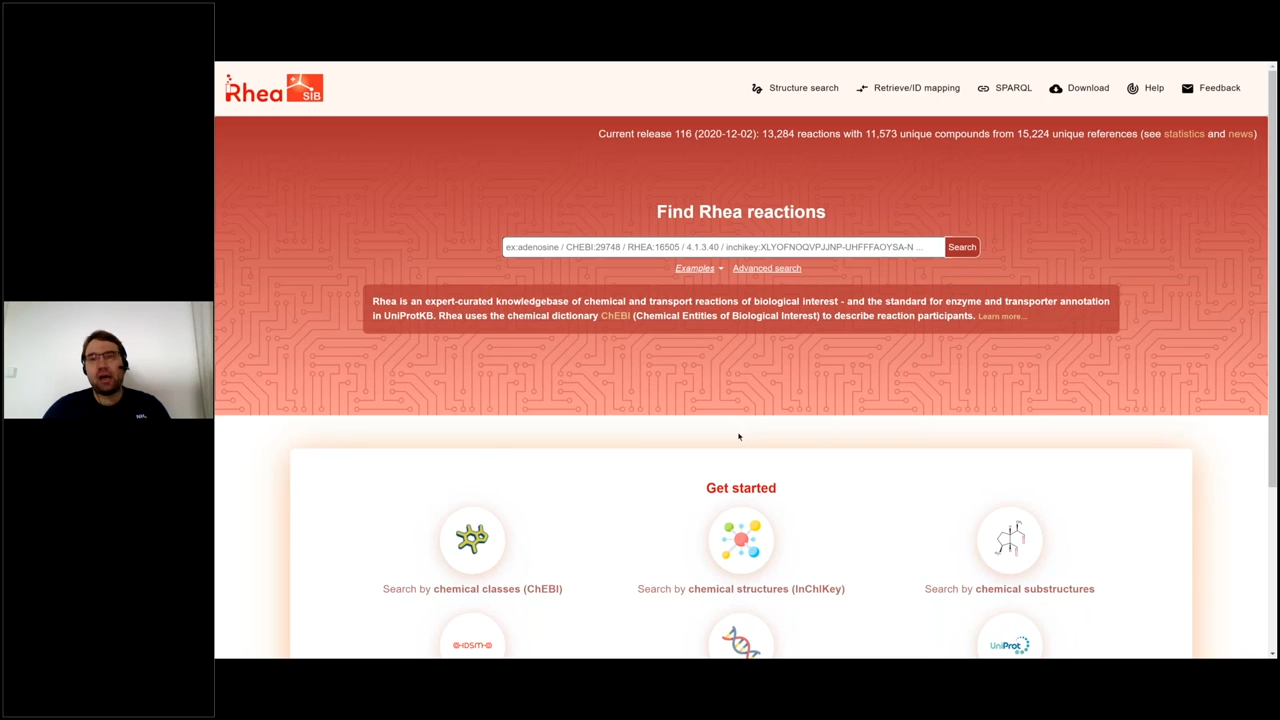 Rhea SIB
Structure search Retrieve/ID mapping SPARQL Download Help Feedback
Current release 116 (2020-12-02): 13,284 reactions with 11,573 unique compounds from 15,224 unique references (see statistics and news)
Find Rhea reactions
ex:adenosine / CHEBI:29748 / RHEA:16505 / 4.1.3.40 / inchikey:XLYOFNOQVPJJNP-UHFFFAOYSA-N ... Search
Examples Advanced search
Rhea is an expert-curated knowledgebase of chemical and transport reactions of biological interest - and the standard for enzyme and transporter annotation
in UniProtKB. Rhea uses the chemical dictionary ChEBI (Chemical Entities of Biological Interest) to describe reaction participants. Learn more...
Get started
Search by chemical classes (ChEBI) Search by chemical structures (InChIKey) Search by chemical substructures
IDSM UniProt